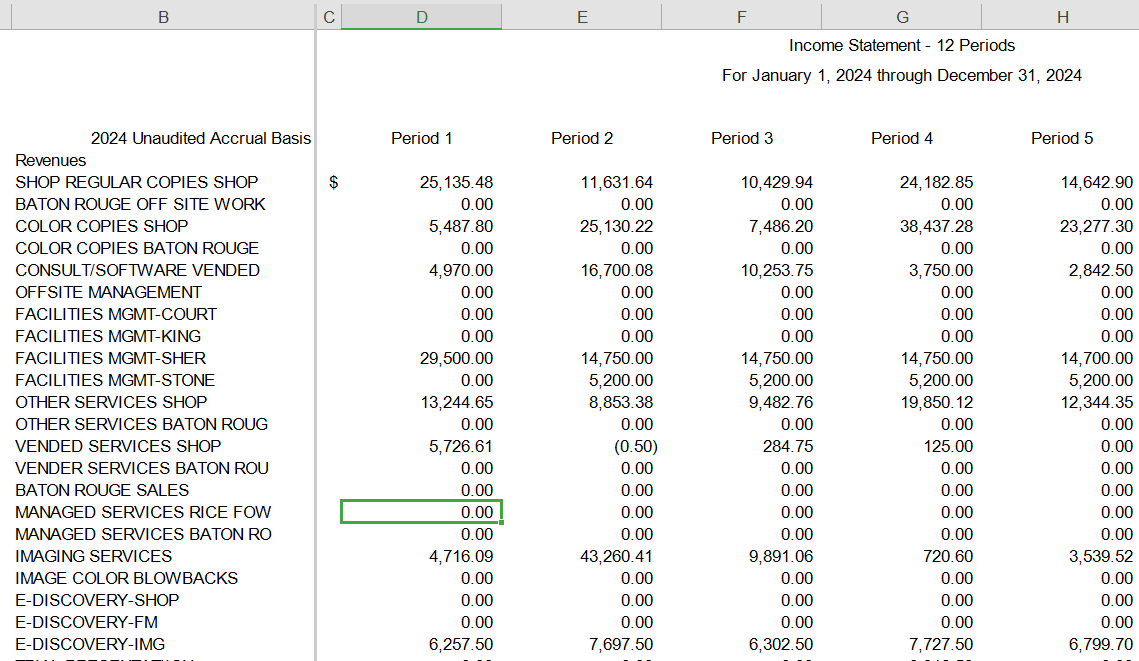 B C D E F G H
Income Statement - 12 Periods
For January 1, 2024 through December 31, 2024
2024 Unaudited Accrual Basis Period 1 Period 2 Period 3 Period 4 Period 5
Revenues
SHOP REGULAR COPIES SHOP $ 25,135.48 11,631.64 10,429.94 24,182.85 14,642.90
BATON ROUGE OFF SITE WORK 0.00 0.00 0.00 0.00 0.00
COLOR COPIES SHOP 5,487.80 25,130.22 7,486.20 38,437.28 23,277.30
COLOR COPIES BATON ROUGE 0.00 0.00 0.00 0.00 0.00
CONSULT/SOFTWARE VENDED 4,970.00 16,700.08 10,253.75 3,750.00 2,842.50
OFFSITE MANAGEMENT 0.00 0.00 0.00 0.00 0.00
FACILITIES MGMT-COURT 0.00 0.00 0.00 0.00 0.00
FACILITIES MGMT-KING 0.00 0.00 0.00 0.00 0.00
FACILITIES MGMT-SHER 29,500.00 14,750.00 14,750.00 14,750.00 14,700.00
FACILITIES MGMT-STONE 0.00 5,200.00 5,200.00 5,200.00 5,200.00
OTHER SERVICES SHOP 13,244.65 8,853.38 9,482.76 19,850.12 12,344.35
OTHER SERVICES BATON ROUG 0.00 0.00 0.00 0.00 0.00
VENDED SERVICES SHOP 5,726.61 (0.50) 284.75 125.00 0.00
VENDER SERVICES BATON ROU 0.00 0.00 0.00 0.00 0.00
BATON ROUGE SALES 0.00 0.00 0.00 0.00 0.00
MANAGED SERVICES RICE FOW 0.00 0.00 0.00 0.00 0.00
MANAGED SERVICES BATON RO 0.00 0.00 0.00 0.00 0.00
IMAGING SERVICES 4,716.09 43,260.41 9,891.06 720.60 3,539.52
IMAGE COLOR BLOWBACKS 0.00 0.00 0.00 0.00 0.00
E-DISCOVERY-SHOP 0.00 0.00 0.00 0.00 0.00
E-DISCOVERY-FM 0.00 0.00 0.00 0.00 0.00
E-DISCOVERY-IMG 6,257.50 7,697.50 6,302.50 7,727.50 6,799.70